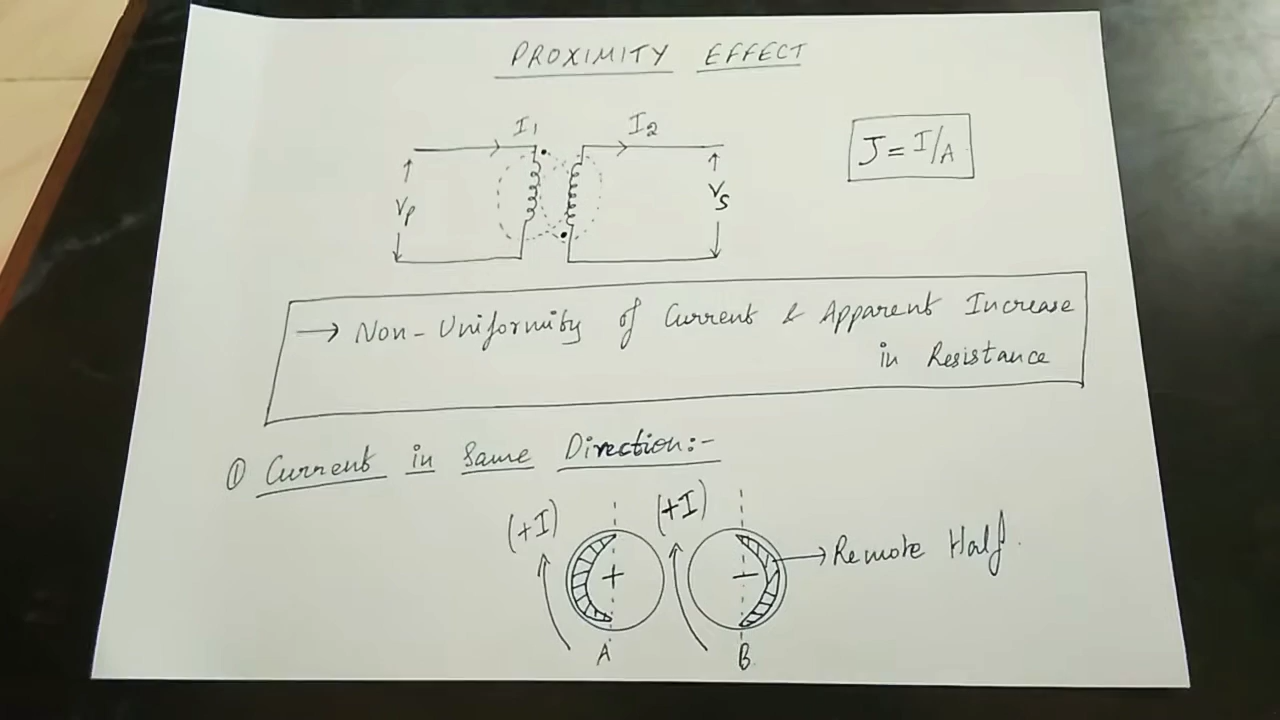 PROXIMITY EFFECT
I1 I2
J = I/A
Vp Vs
→ Non-Uniformity of Current & Apparent Increase
in Resistance
① Current in Same Direction:-
(+I) (+I)
+ −
→ Remote Half.
A B